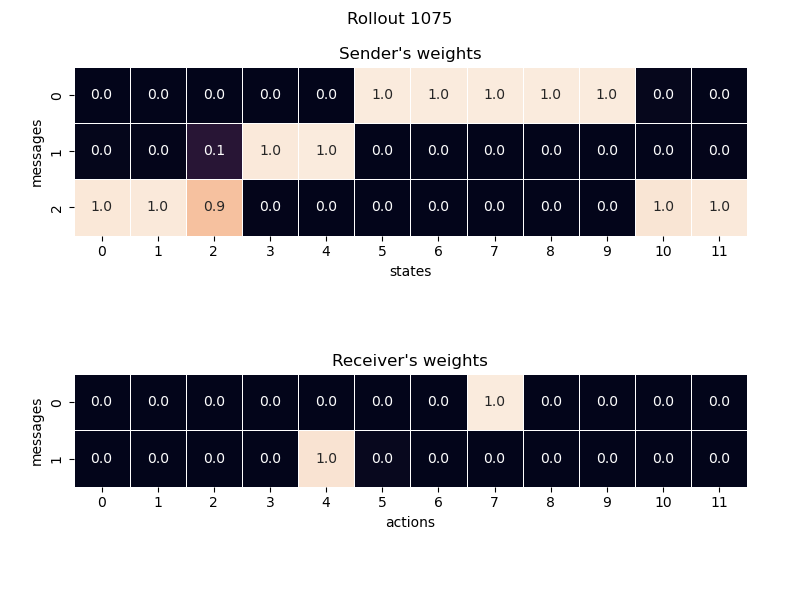 Rollout 1075
Sender's weights
0 0.0 0.0 0.0 0.0 0.0 1.0 1.0 1.0 1.0 1.0 0.0 0.0
1 0.0 0.0 0.1 1.0 1.0 0.0 0.0 0.0 0.0 0.0 0.0 0.0
2 1.0 1.0 0.9 0.0 0.0 0.0 0.0 0.0 0.0 0.0 1.0 1.0
messages
0 1 2 3 4 5 6 7 8 9 10 11
states
Receiver's weights
0 0.0 0.0 0.0 0.0 0.0 0.0 0.0 1.0 0.0 0.0 0.0 0.0
1 0.0 0.0 0.0 0.0 1.0 0.0 0.0 0.0 0.0 0.0 0.0 0.0
messages
0 1 2 3 4 5 6 7 8 9 10 11
actions